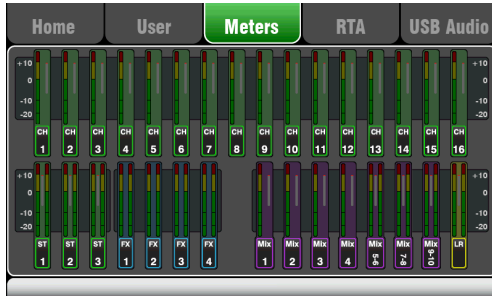 Home User Meters RTA USB Audio
+10 +10
0 0
-10 -10
-20 -20
CH CH CH CH CH CH CH CH CH CH CH CH CH CH CH CH
1 2 3 4 5 6 7 8 9 10 11 12 13 14 15 16
+10 +10
0 0
-10 -10
-20 -20
ST ST ST FX FX FX FX Mix Mix Mix Mix Mix Mix Mix LR
1 2 3 1 2 3 4 1 2 3 4 5-6 7-8 9-10